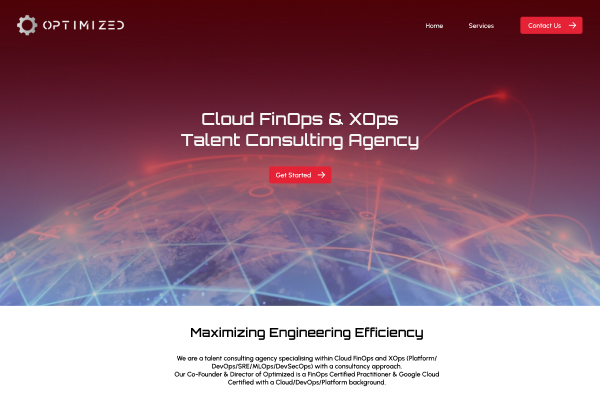 OPTIMIZED
Home
Services
Contact Us
Cloud FinOps & XOps
Talent Consulting Agency
Get Started
Maximizing Engineering Efficiency
We are a talent consulting agency specialising within Cloud FinOps and XOps (Platform/
DevOps/SRE/MLOps/DevSecOps) with a consultancy approach.
Our Co-Founder & Director of Optimized is a FinOps Certified Practitioner & Google Cloud
Certified with a Cloud/DevOps/Platform background.